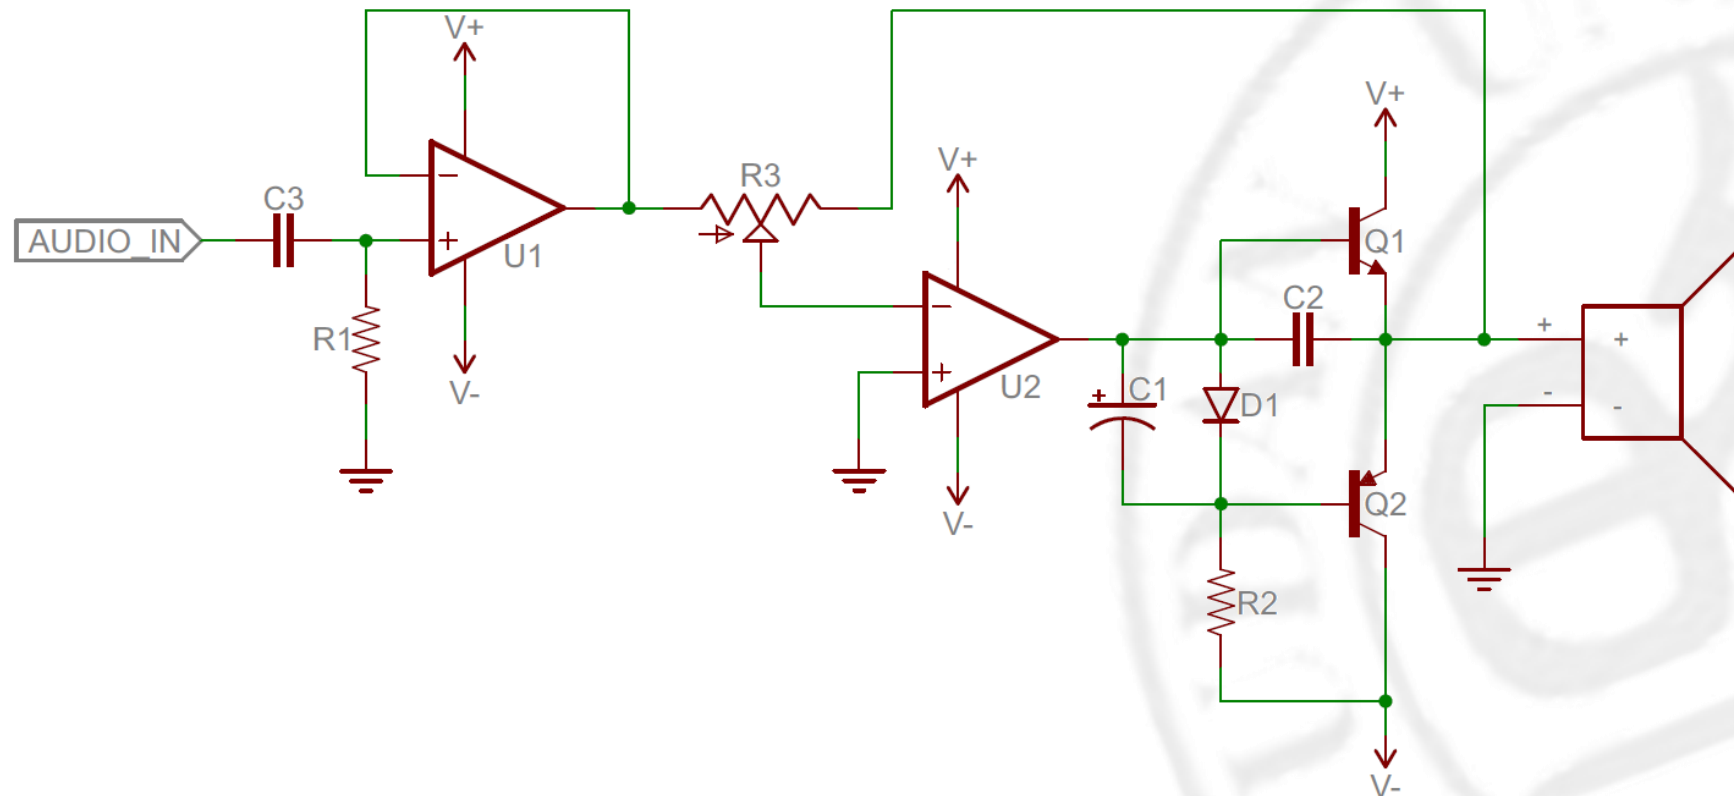 AUDIO_IN
C3
R1
V+
U1
V-
R3
V+
U2
V-
C1
D1
C2
V+
Q1
Q2
R2
V-
+
-
+
-